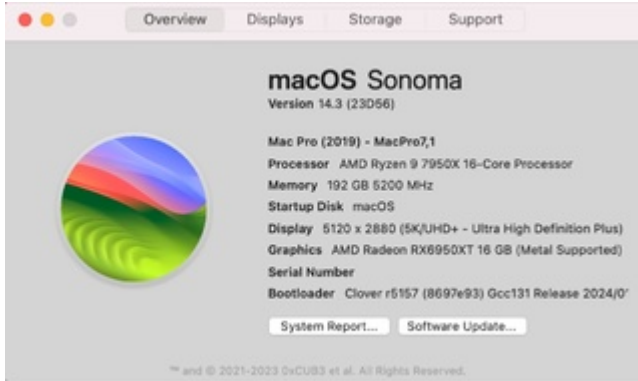 Overview Displays Storage Support
macOS Sonoma
Version 14.3 (23D56)
Mac Pro (2019) - MacPro7,1
Processor AMD Ryzen 9 7950X 16-Core Processor
Memory 192 GB 5200 MHz
Startup Disk macOS
Display 5120 x 2880 (5K/UHD+ - Ultra High Definition Plus)
Graphics AMD Radeon RX6950XT 16 GB (Metal Supported)
Serial Number
Bootloader Clover r5157 (8697e93) Gcc131 Release 2024/0
System Report... Software Update...
™ and © 2021-2023 0xCUB3 et al. All Rights Reserved.